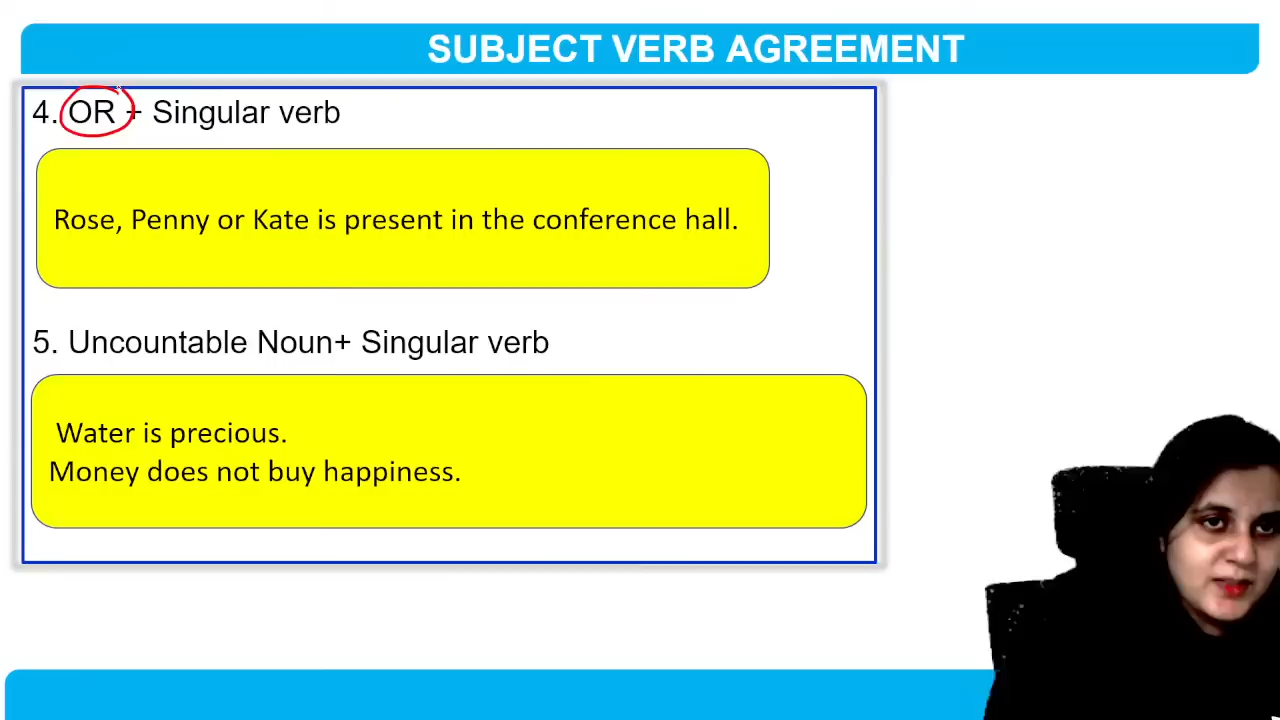 SUBJECT VERB AGREEMENT
4. OR + Singular verb
Rose, Penny or Kate is present in the conference hall.
5. Uncountable Noun+ Singular verb
Water is precious.
Money does not buy happiness.